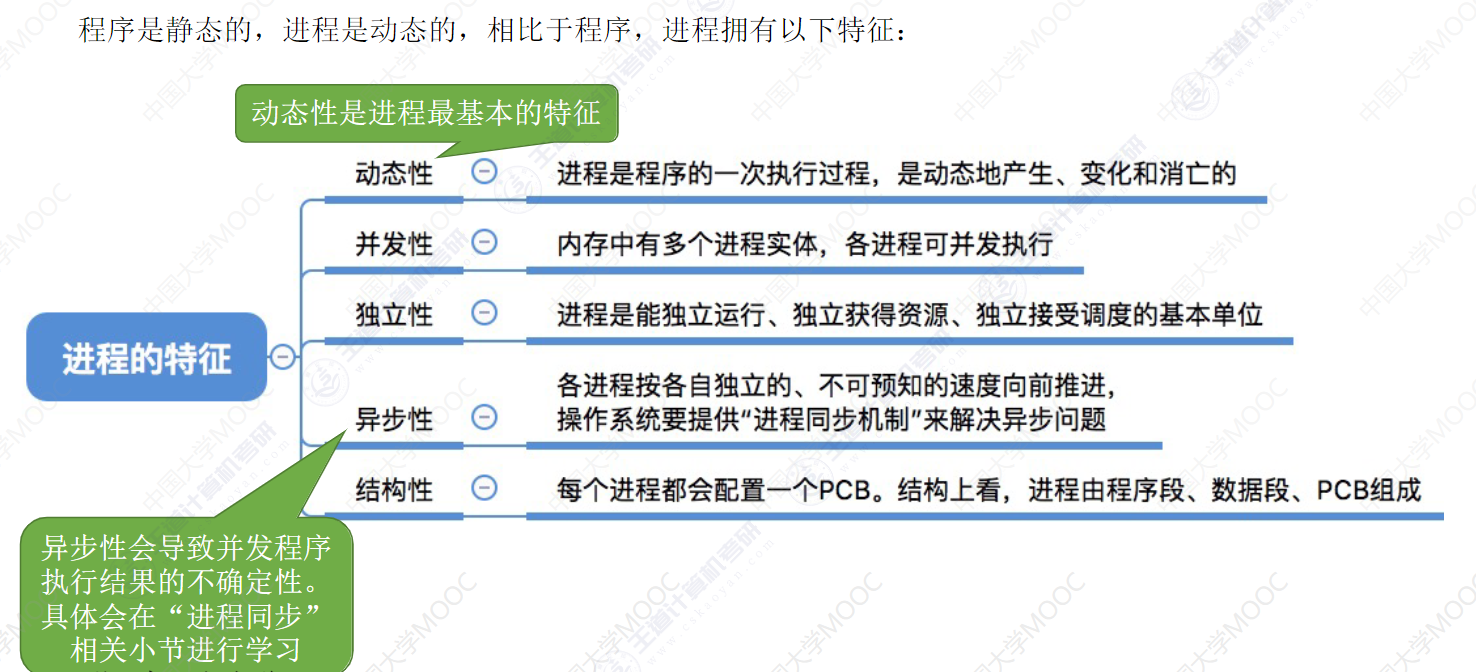 程序是静态的，进程是动态的，相比于程序，进程拥有以下特征：
动态性是进程最基本的特征
进程的特征
动态性
进程是程序的一次执行过程，是动态地产生、变化和消亡的
并发性
内存中有多个进程实体，各进程可并发执行
独立性
进程是能独立运行、独立获得资源、独立接受调度的基本单位
异步性
各进程按各自独立的、不可预知的速度向前推进，
操作系统要提供“进程同步机制”来解决异步问题
结构性
每个进程都会配置一个PCB。结构上看，进程由程序段、数据段、PCB组成
异步性会导致并发程序
执行结果的不确定性。
具体会在“进程同步”
相关小节进行学习
中国大学MOOC
王道计算机考研
www.cskaoyan.com